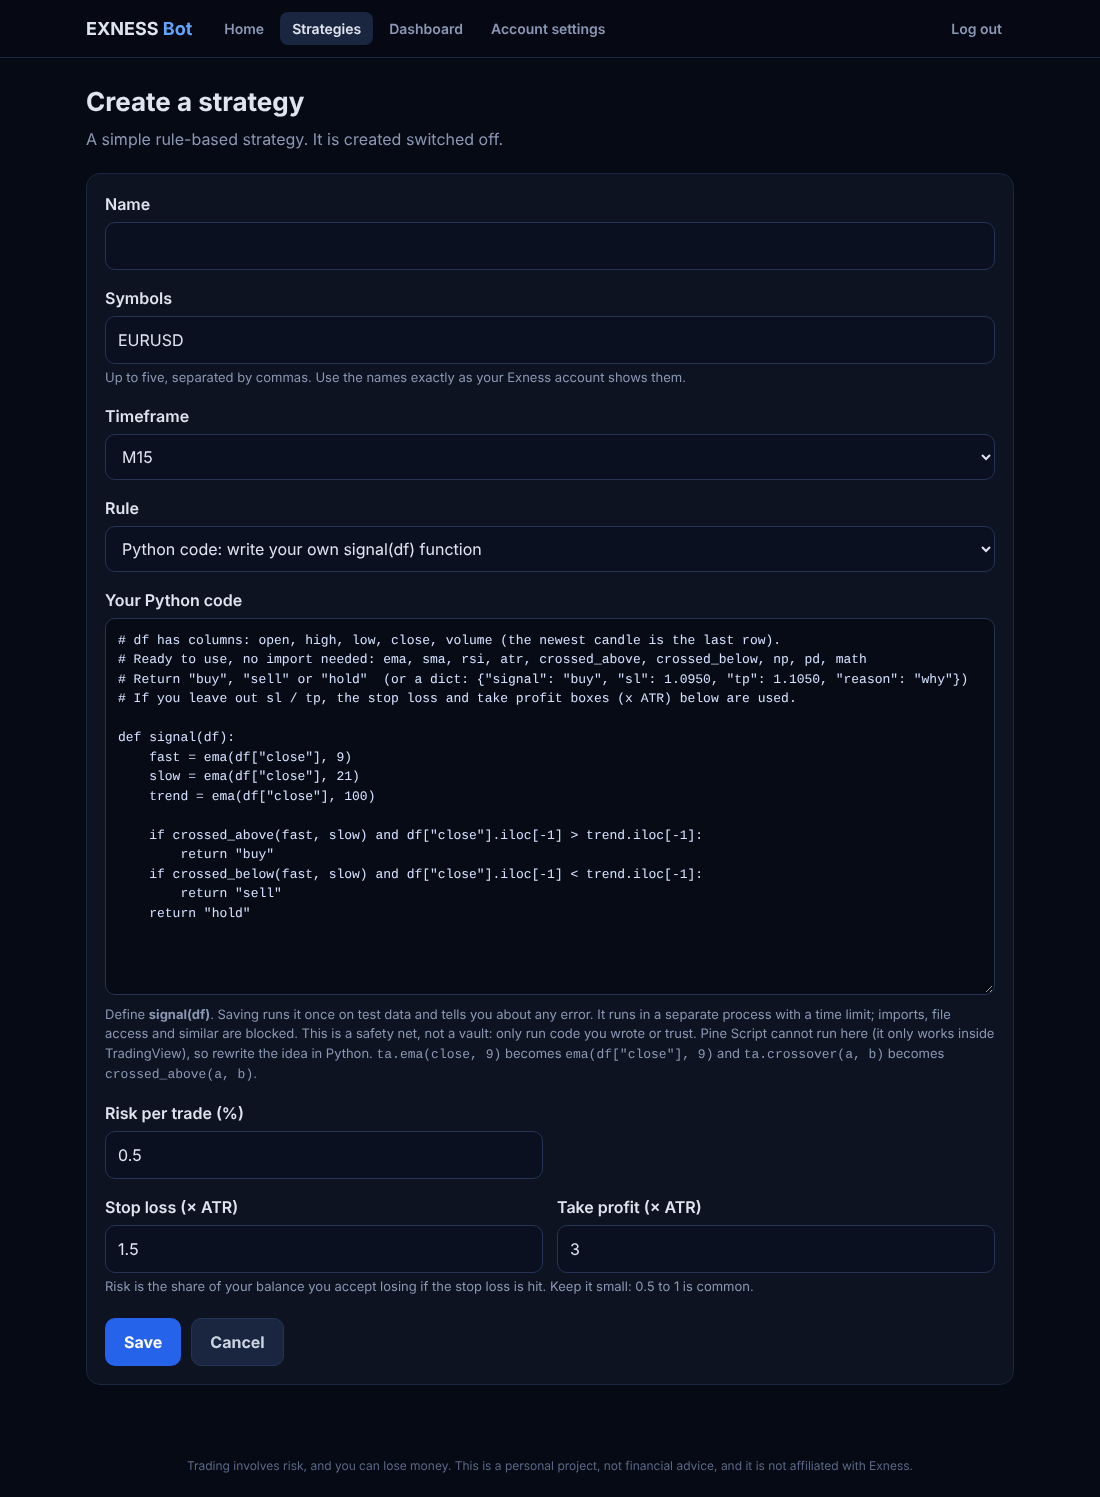 EXNESS Bot
Home
Strategies
Dashboard
Account settings
Log out
Create a strategy
A simple rule-based strategy. It is created switched off.
Name
Symbols
EURUSD
Up to five, separated by commas. Use the names exactly as your Exness account shows them.
Timeframe
M15
Rule
Python code: write your own signal(df) function
Your Python code
# df has columns: open, high, low, close, volume (the newest candle is the last row).
# Ready to use, no import needed: ema, sma, rsi, atr, crossed_above, crossed_below, np, pd, math
# Return "buy", "sell" or "hold"  (or a dict: {"signal": "buy", "sl": 1.0950, "tp": 1.1050, "reason": "why"})
# If you leave out sl / tp, the stop loss and take profit boxes (x ATR) below are used.

def signal(df):
    fast = ema(df["close"], 9)
    slow = ema(df["close"], 21)
    trend = ema(df["close"], 100)

    if crossed_above(fast, slow) and df["close"].iloc[-1] > trend.iloc[-1]:
        return "buy"
    if crossed_below(fast, slow) and df["close"].iloc[-1] < trend.iloc[-1]:
        return "sell"
    return "hold"
Define signal(df). Saving runs it once on test data and tells you about any error. It runs in a separate process with a time limit; imports, file
access and similar are blocked. This is a safety net, not a vault: only run code you wrote or trust. Pine Script cannot run here (it only works inside
TradingView), so rewrite the idea in Python. ta.ema(close, 9) becomes ema(df["close"], 9) and ta.crossover(a, b) becomes
crossed_above(a, b).
Risk per trade (%)
0.5
Stop loss (× ATR)
Take profit (× ATR)
1.5
3
Risk is the share of your balance you accept losing if the stop loss is hit. Keep it small: 0.5 to 1 is common.
Save
Cancel
Trading involves risk, and you can lose money. This is a personal project, not financial advice, and it is not affiliated with Exness.